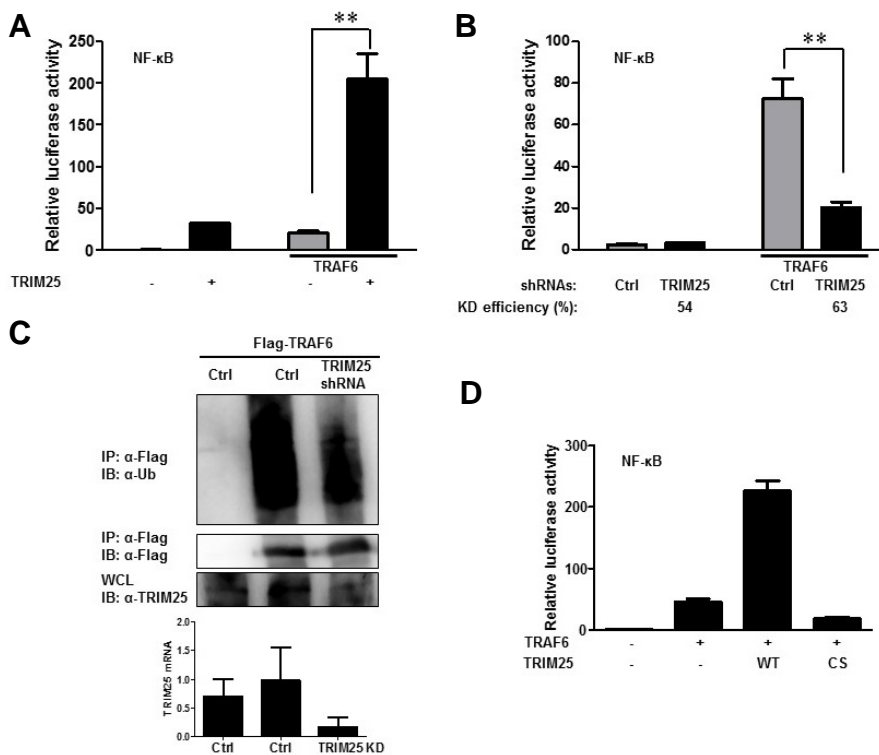 A
**
250
NF-κB
200
150
100
50
0
Relative luciferase activity
TRAF6
TRIM25
-
+
-
+
B
**
100
NF-κB
80
60
40
20
0
Relative luciferase activity
TRAF6
shRNAs:
Ctrl
TRIM25
Ctrl
TRIM25
KD efficiency (%):
54
63
C
Flag-TRAF6
Ctrl
Ctrl
TRIM25
shRNA
IP: α-Flag
IB: α-Ub
IP: α-Flag
IB: α-Flag
WCL
IB: α-TRIM25
2.0
1.5
1.0
0.5
0.0
TRIM25 mRNA
Ctrl
Ctrl
TRIM25 KD
D
300
NF-κB
200
100
0
Relative luciferase activity
TRAF6
-
+
+
+
TRIM25
-
-
WT
CS